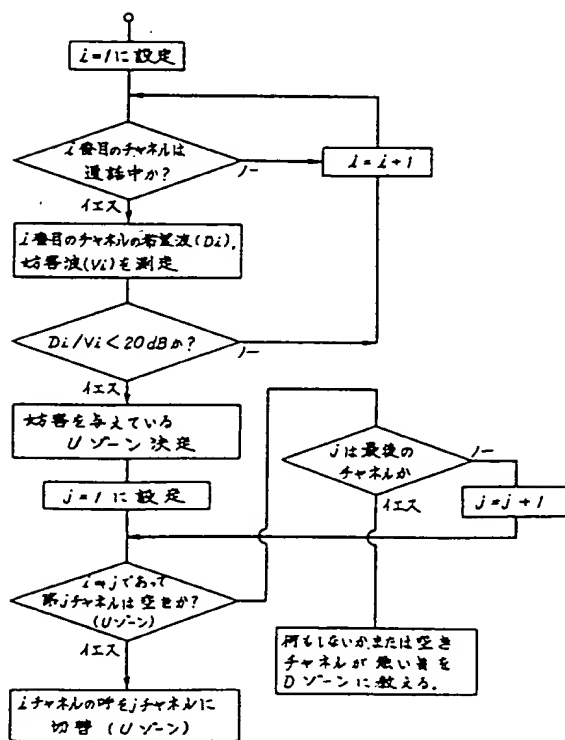 i=1に設定
i番目のチャネルは
通話中か?
ノー
i=i+1
イエス
i番目のチャネルの希望波(Di),
妨害波(Vi)を測定
Di/Vi<20dBか?
ノー
イエス
妨害を与えている
Uゾーン決定
j=1に設定
jは最後の
チャネルか
ノー
イエス
j=j+1
であって
第jチャネルは空きか?
(Uゾーン)
イエス
iチャネルの呼をjチャネルに
切替(Uゾーン)
何もしないか,または空き
チャネルが無い旨を
Dゾーンに教える。